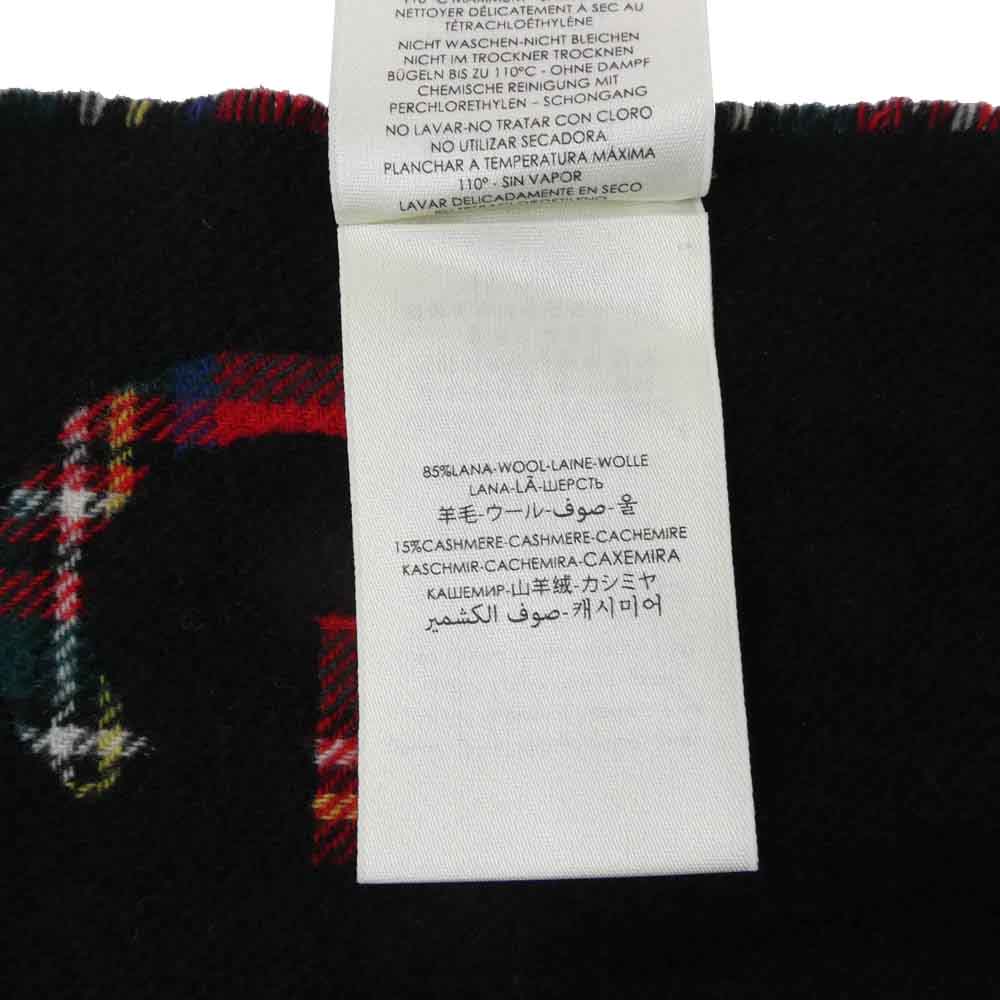 NETTOYER DÉLICATEMENT À SEC AU
TÉTRACHLOÉTHYLÈNE
NICHT WASCHEN-NICHT BLEICHEN
NICHT IM TROCKNER TROCKNEN
BÜGELN BIS ZU 110°C - OHNE DAMPF
CHEMISCHE REINIGUNG MIT
PERCHLORETHYLEN – SCHONGANG
NO LAVAR-NO TRATAR CON CLORO
NO UTILIZAR SECADORA
PLANCHAR A TEMPERATURA MÁXIMA
110° - SIN VAPOR
LAVAR DELICADAMENTE EN SECO
85%LANA-WOOL-LAINE-WOLLE
LANA-LÃ-ШЕРСТЬ
羊毛-ウール-صوف-울
15%CASHMERE-CASHMERE-CACHEMIRE
KASCHMIR-CACHEMIRA-CAXEMIRA
КАШЕМИР-山羊绒-カシミヤ
صوف الكشمير-캐시미어